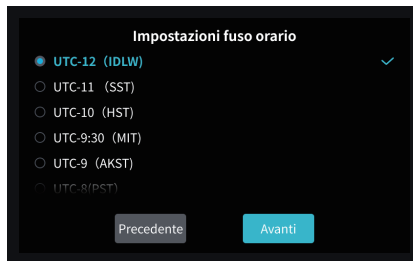 Impostazioni fuso orario
UTC-12（IDLW)
UTC-11 （SST)
UTC-10（HST)
UTC-9:30（MIT)
UTC-9（AKST)
UTC-8(PST)
Precedente
Avanti